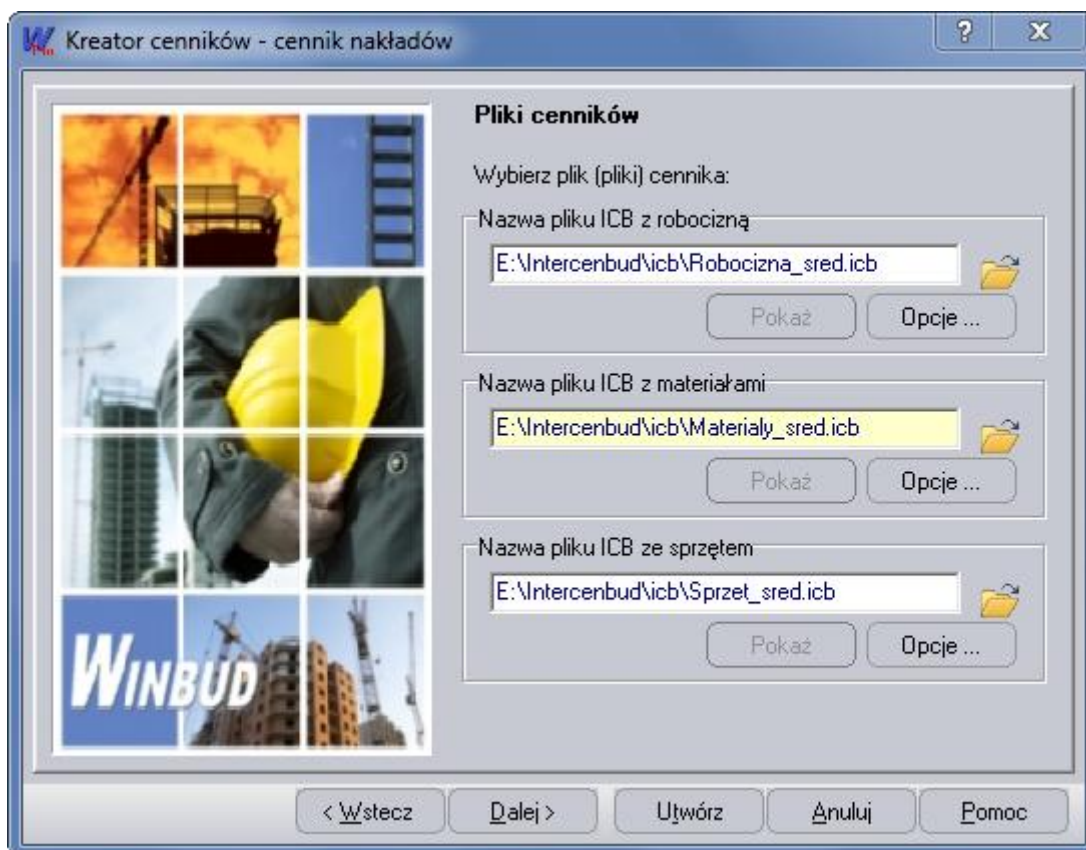 Kreator cenników - cennik nakładów
Pliki cenników
Wybierz plik (pliki) cennika:
Nazwa pliku ICB z robocizną
E:\Intercenbud\icb\Robocizna_sred.icb
Pokaż
Opcje ...
Nazwa pliku ICB z materiałami
E:\Intercenbud\icb\Materialy_sred.icb
Pokaż
Opcje ...
Nazwa pliku ICB ze sprzętem
E:\Intercenbud\icb\Sprzet_sred.icb
Pokaż
Opcje ...
WINBUD
< Wstecz
Dalej >
Utwórz
Anuluj
Pomoc